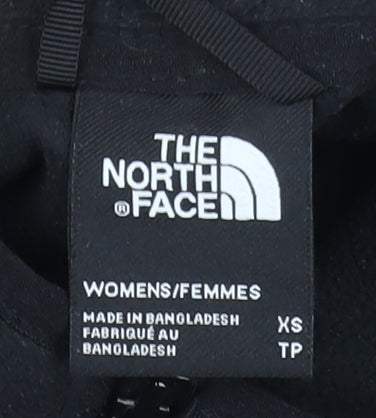 THE
NORTH
®FACE
WOMENS/FEMMES
MADE IN BANGLADESH XS
FABRIQUÉ AU
BANGLADESH TP